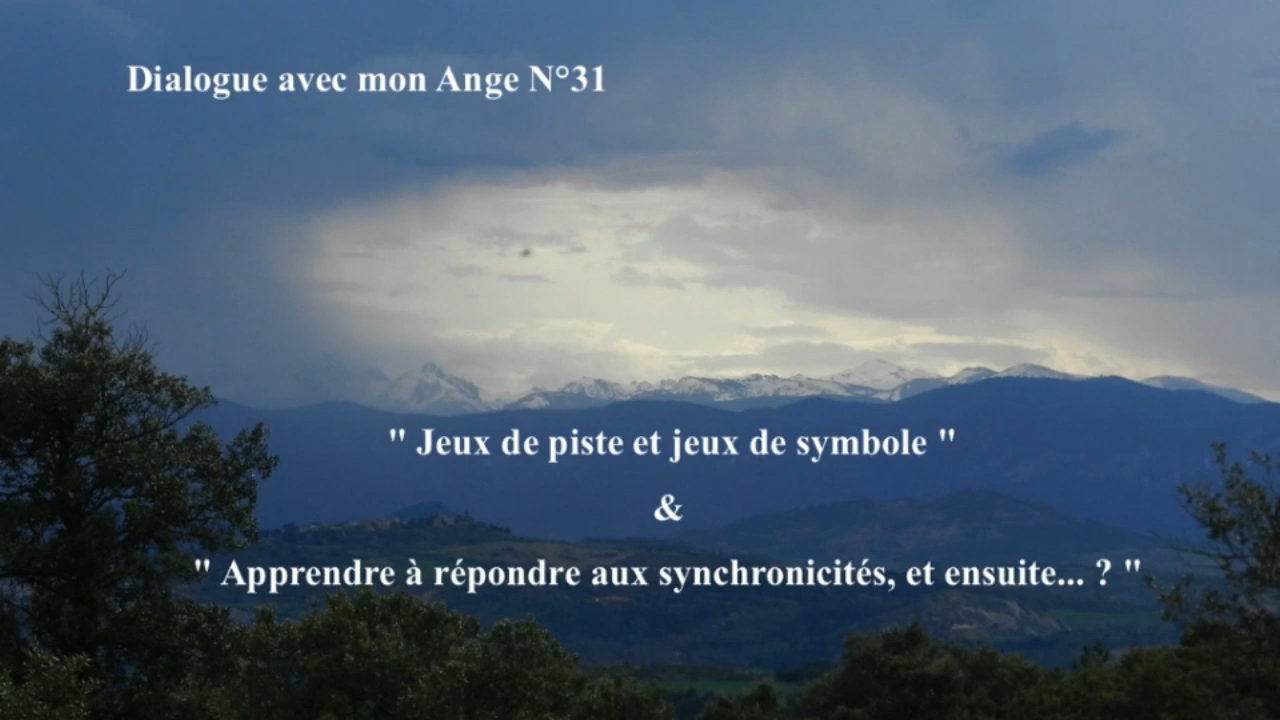 Dialogue avec mon Ange N°31
" Jeux de piste et jeux de symbole "
&
" Apprendre à répondre aux synchronicités, et ensuite... ? "